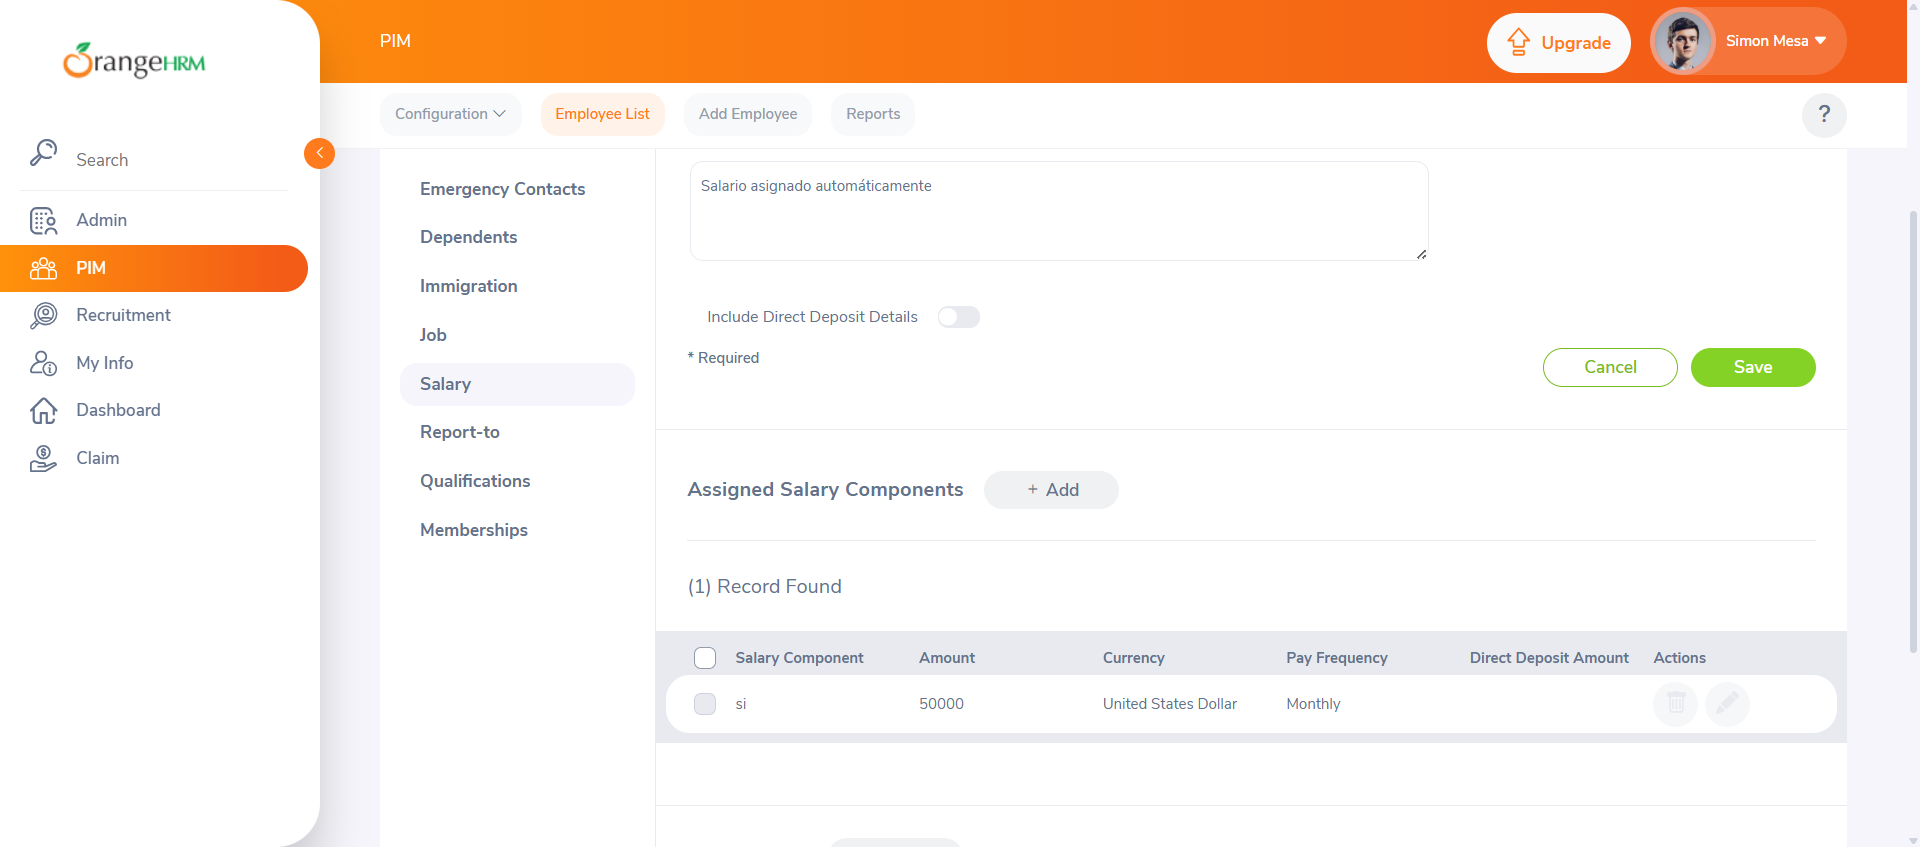 OrangeHRM
PIM
Upgrade
Simon Mesa
Configuration
Employee List
Add Employee
Reports
?
Search
Admin
PIM
Recruitment
My Info
Dashboard
Claim
Emergency Contacts
Dependents
Immigration
Job
Salary
Report-to
Qualifications
Memberships
Salario asignado automáticamente
Include Direct Deposit Details
* Required
Cancel
Save
Assigned Salary Components
+ Add
(1) Record Found
Salary Component Amount Currency Pay Frequency Direct Deposit Amount Actions
si 50000 United States Dollar Monthly